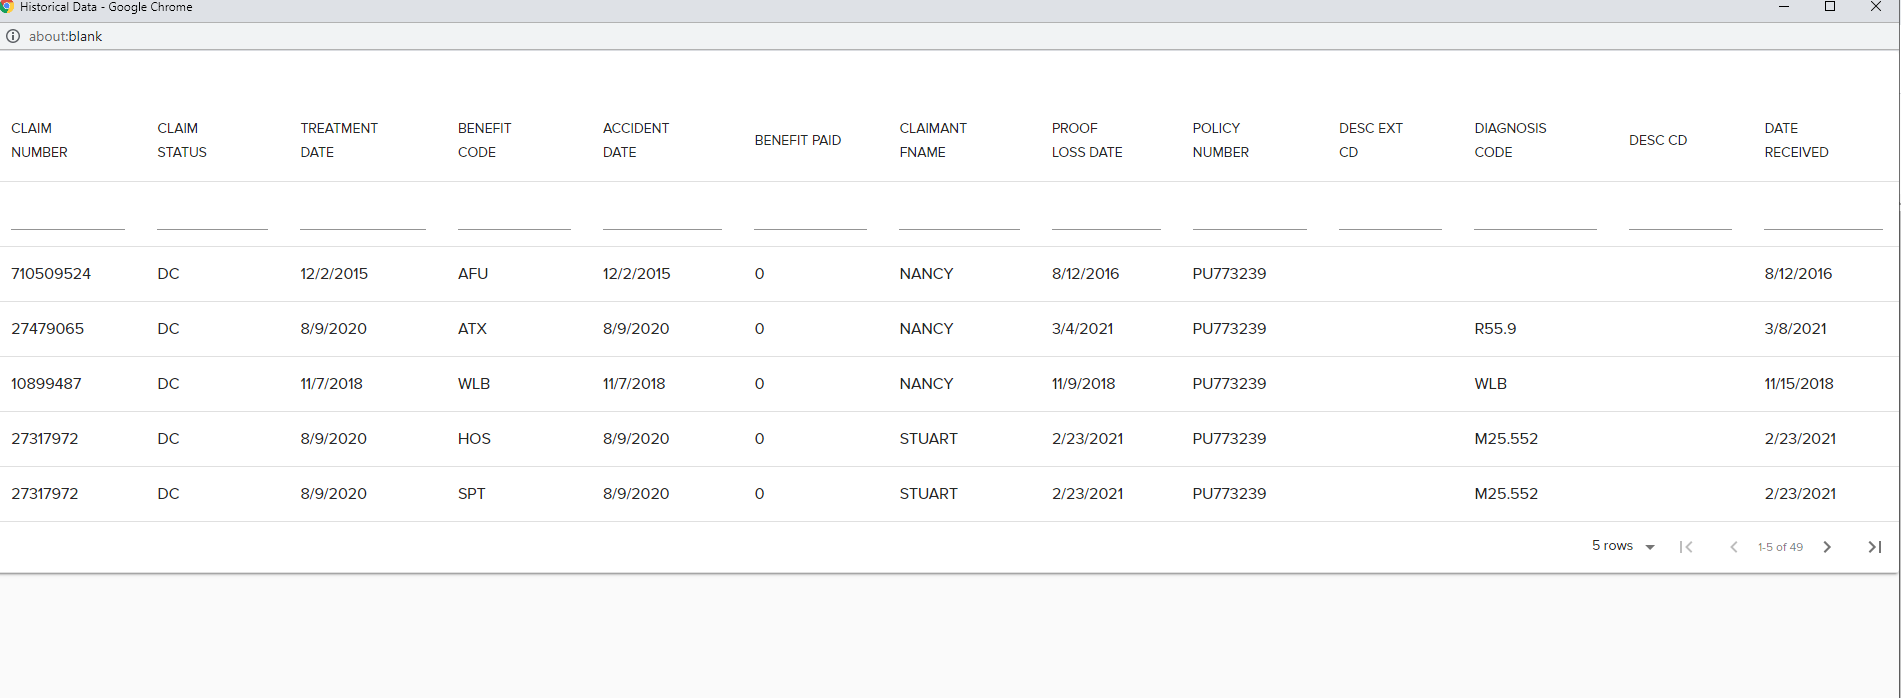 Historical Data - Google Chrome
about:blank
CLAIM NUMBER CLAIM STATUS TREATMENT DATE BENEFIT CODE ACCIDENT DATE BENEFIT PAID CLAIMANT FNAME PROOF LOSS DATE POLICY NUMBER DESC EXT CD DIAGNOSIS CODE DESC CD DATE RECEIVED
710509524 DC 12/2/2015 AFU 12/2/2015 0 NANCY 8/12/2016 PU773239 8/12/2016
27479065 DC 8/9/2020 ATX 8/9/2020 0 NANCY 3/4/2021 PU773239 R55.9 3/8/2021
10899487 DC 11/7/2018 WLB 11/7/2018 0 NANCY 11/9/2018 PU773239 WLB 11/15/2018
27317972 DC 8/9/2020 HOS 8/9/2020 0 STUART 2/23/2021 PU773239 M25.552 2/23/2021
27317972 DC 8/9/2020 SPT 8/9/2020 0 STUART 2/23/2021 PU773239 M25.552 2/23/2021
5 rows 1-5 of 49